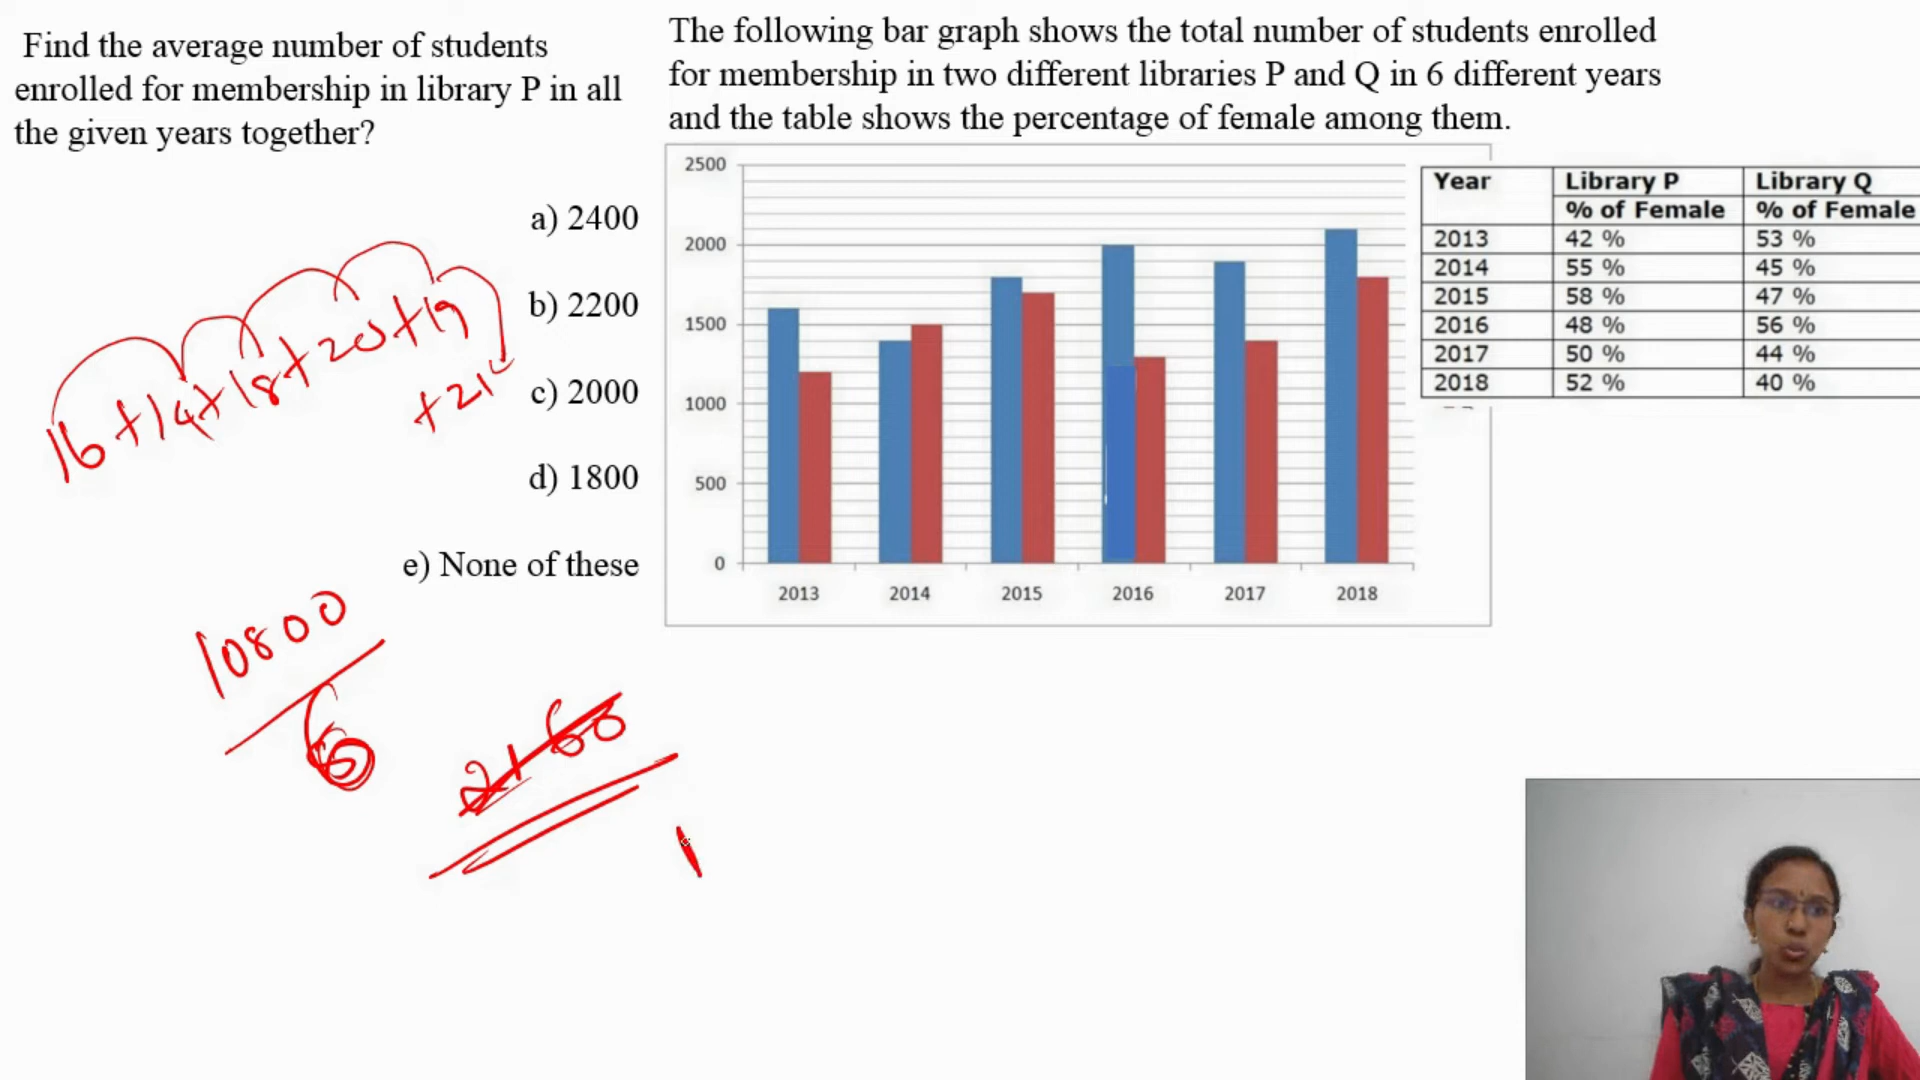 Find the average number of students
enrolled for membership in library P in all
the given years together?
a) 2400
b) 2200
c) 2000
d) 1800
e) None of these
16 + 14 + 18 + 20 + 19
+ 21
10800
6
2160
1
The following bar graph shows the total number of students enrolled
for membership in two different libraries P and Q in 6 different years
and the table shows the percentage of female among them.
2500
2000
1500
1000
500
0
2013 2014 2015 2016 2017 2018
Year Library P Library Q
% of Female % of Female
2013 42 % 53 %
2014 55 % 45 %
2015 58 % 47 %
2016 48 % 56 %
2017 50 % 44 %
2018 52 % 40 %